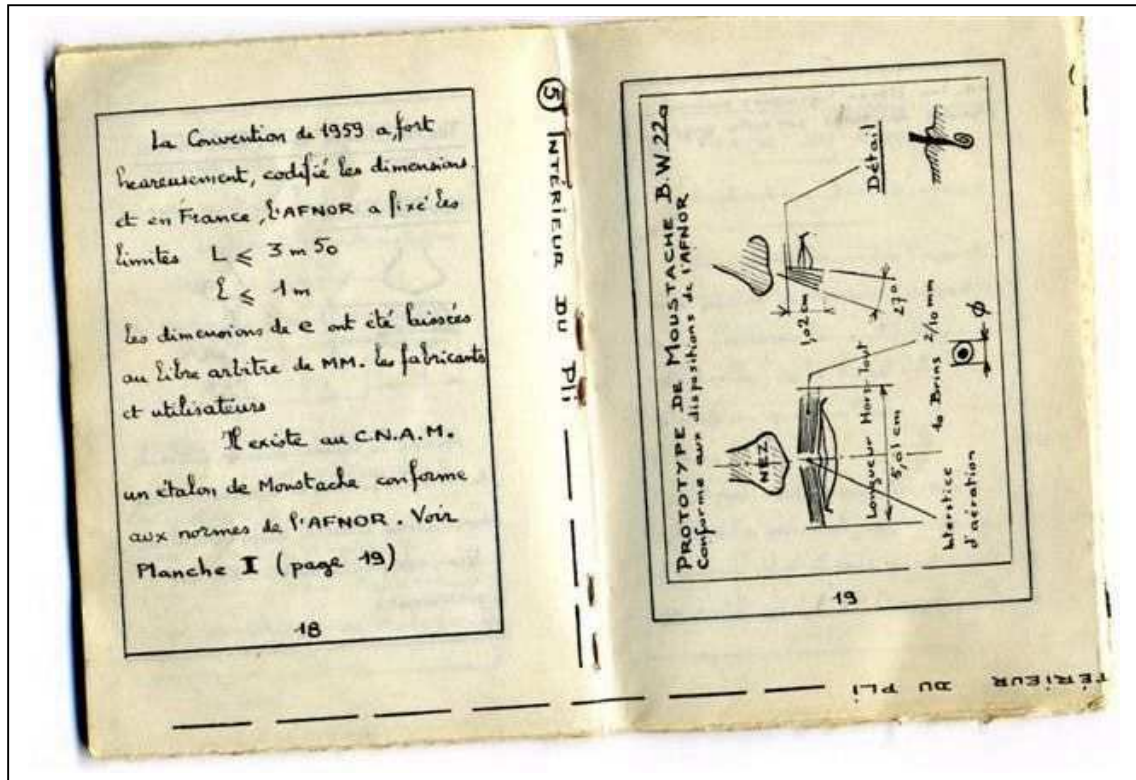 La Convention de 1959 a, fort
heureusement, codifié les dimensions.
et en France, l'AFNOR a fixé les
limites L ⩽ 3 m 50
ℓ ⩽ 1 m
les dimensions de e ont été laissées
au libre arbitre de MM. les fabricants
et utilisateurs
Il existe au C.N.A.M.
un étalon de Moustache conforme
aux normes de l'AFNOR. Voir
Planche I (page 19)
18
5 INTÉRIEUR DU Pli
PROTOTYPE DE MOUSTACHE B.W.22a
Conforme aux dispositions de l'AFNOR
NEZ
Longueur Hors-Tout
5,01 cm
Interstice
d'aération
10 Brins
2/10 mm
ϕ
1,02 cm
27°
Détail
19
TÉRIEUR DU PLI